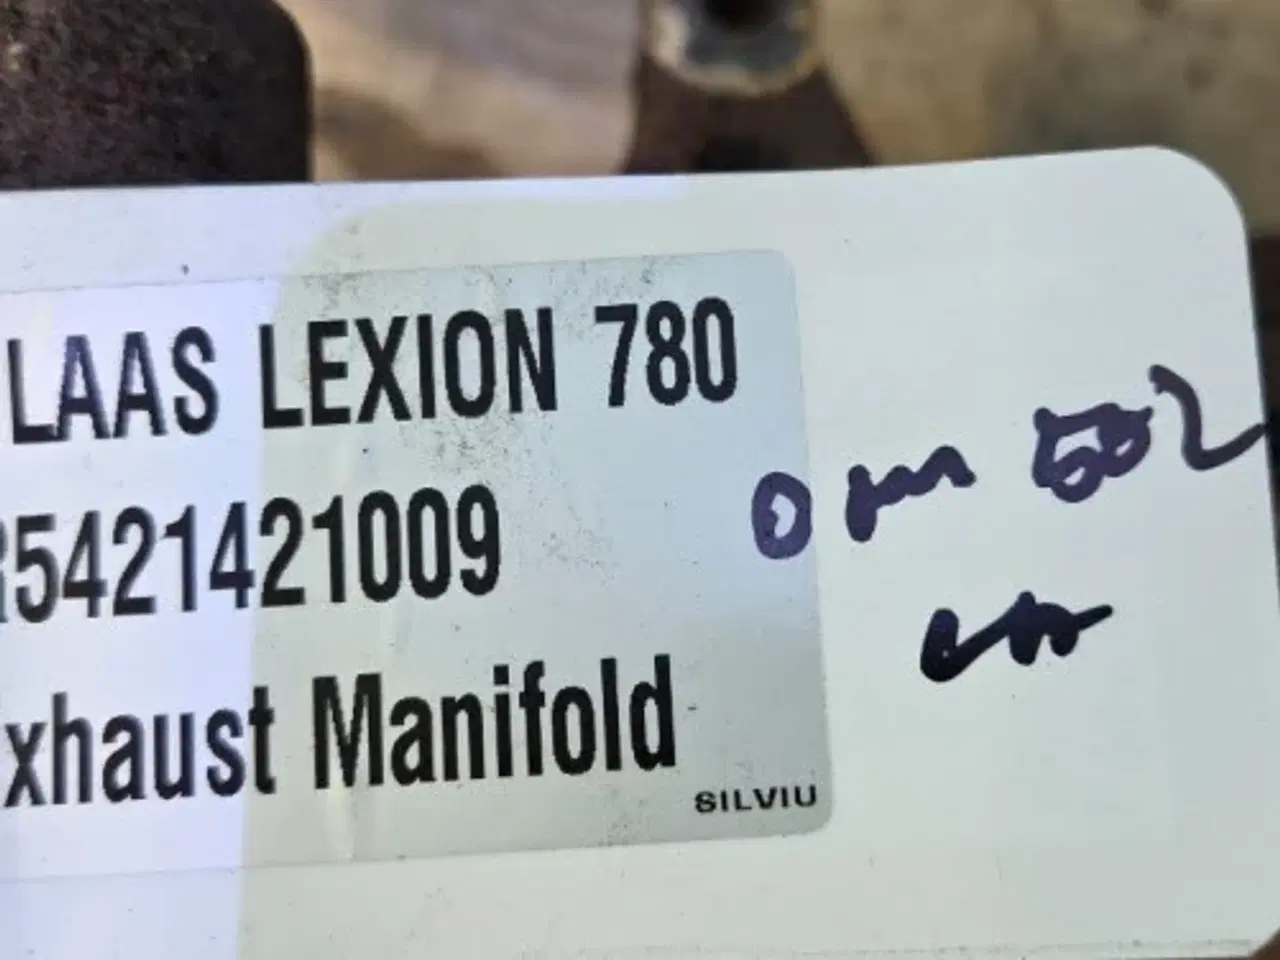 LAAS LEXION 780
R5421421009
xhaust Manifold
SILVIU
Om 502